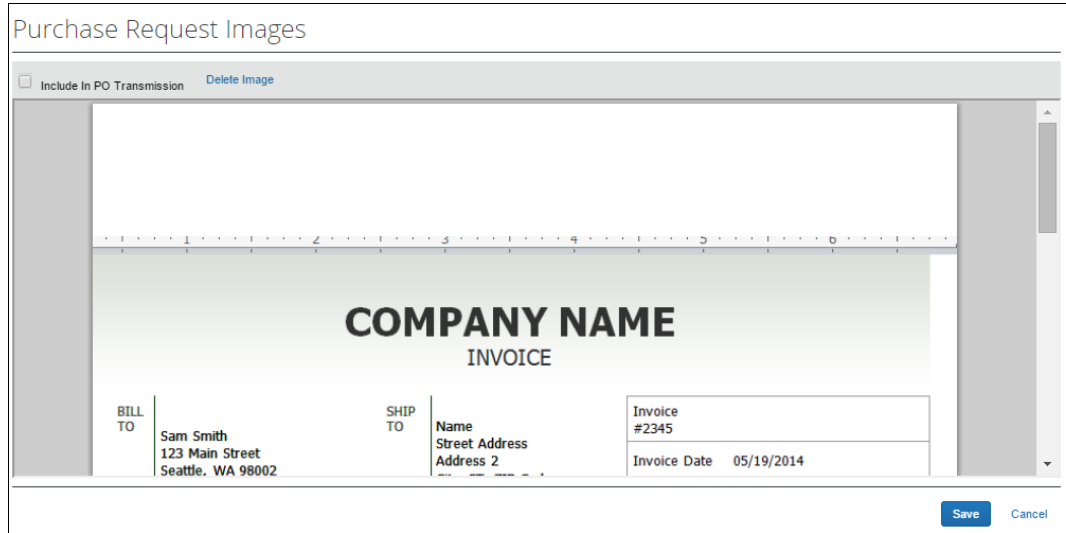 Purchase Request Images
Include In PO Transmission Delete Image
1 2 3 4 5 6
COMPANY NAME
INVOICE
BILL TO
Sam Smith
123 Main Street
Seattle, WA 98002
SHIP TO
Name
Street Address
Address 2
Invoice
#2345
Invoice Date 05/19/2014
Save Cancel